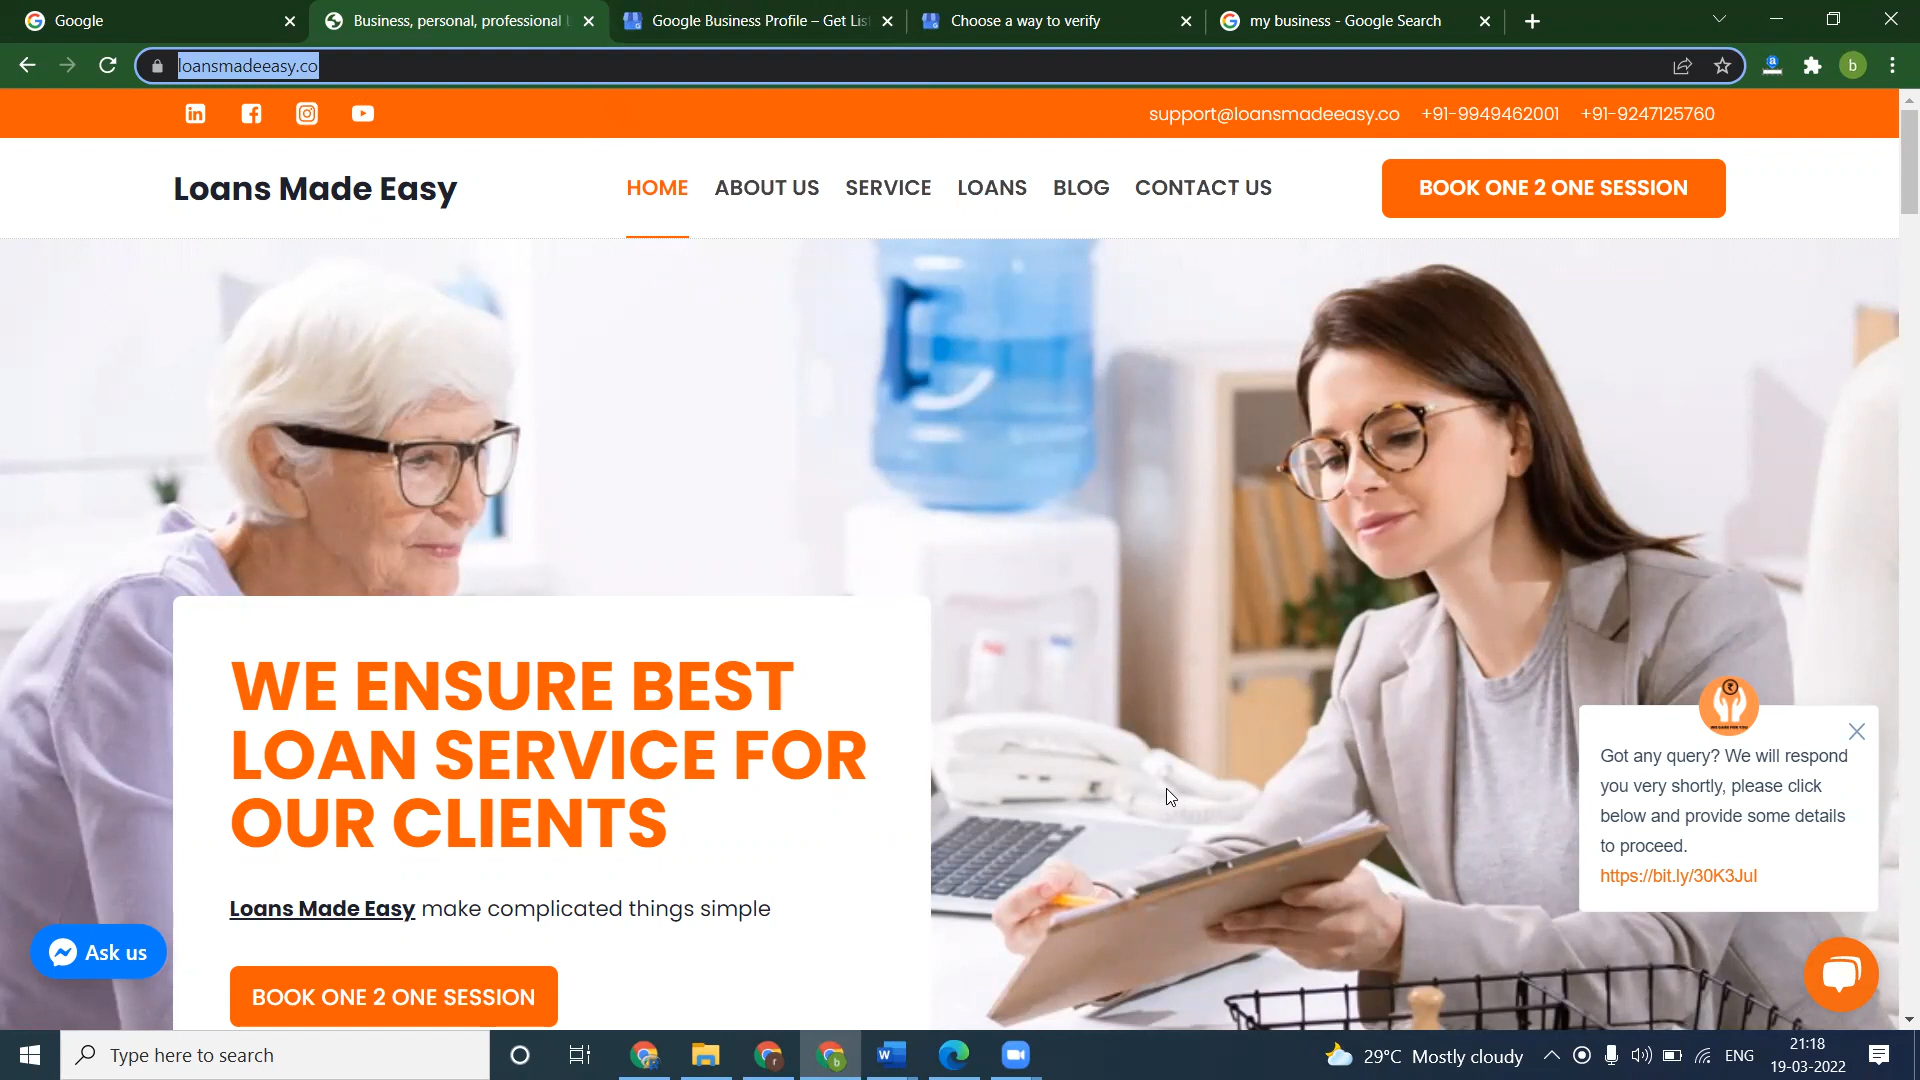 Google
Business, personal, professional
Google Business Profile – Get Lis
Choose a way to verify
my business - Google Search
loansmadeeasy.co
b
support@loansmadeeasy.co +91-9949462001 +91-9247125760
Loans Made Easy
HOME ABOUT US SERVICE LOANS BLOG CONTACT US
BOOK ONE 2 ONE SESSION
WE ENSURE BEST
LOAN SERVICE FOR
OUR CLIENTS
Loans Made Easy make complicated things simple
BOOK ONE 2 ONE SESSION
Got any query? We will respond
you very shortly, please click
below and provide some details
to proceed.
https://bit.ly/30K3JuI
Ask us
Type here to search
29°C Mostly cloudy
ENG
21:18
19-03-2022